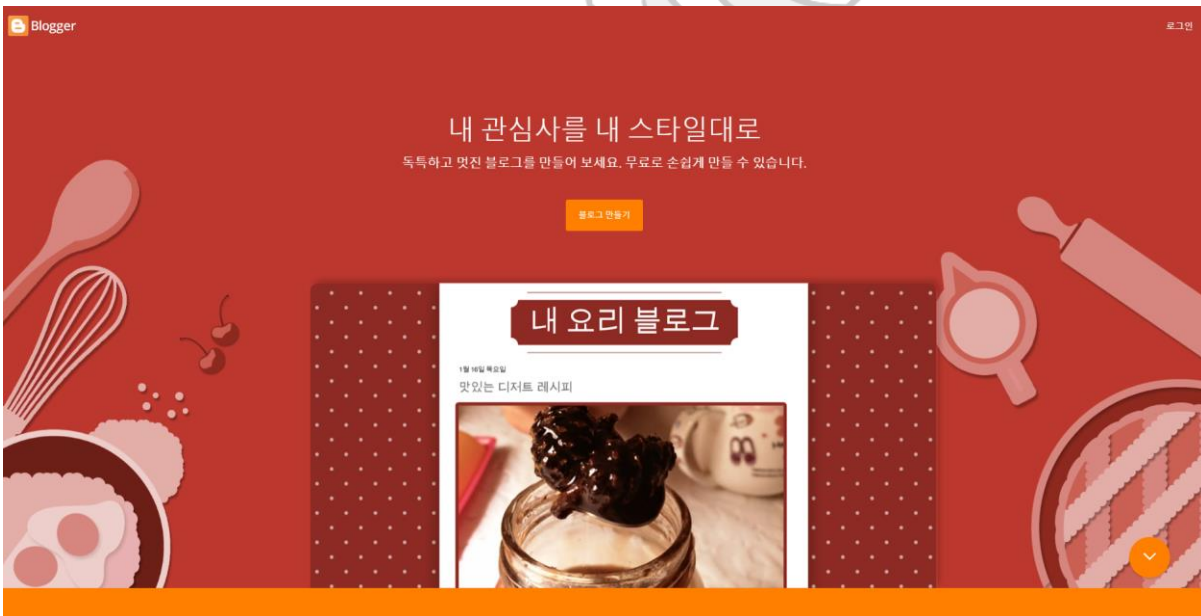 Blogger
로그인
내 관심사를 내 스타일대로
독특하고 멋진 블로그를 만들어 보세요. 무료로 손쉽게 만들 수 있습니다.
블로그 만들기
내 요리 블로그
1월 16일 목요일
맛있는 디저트 레시피